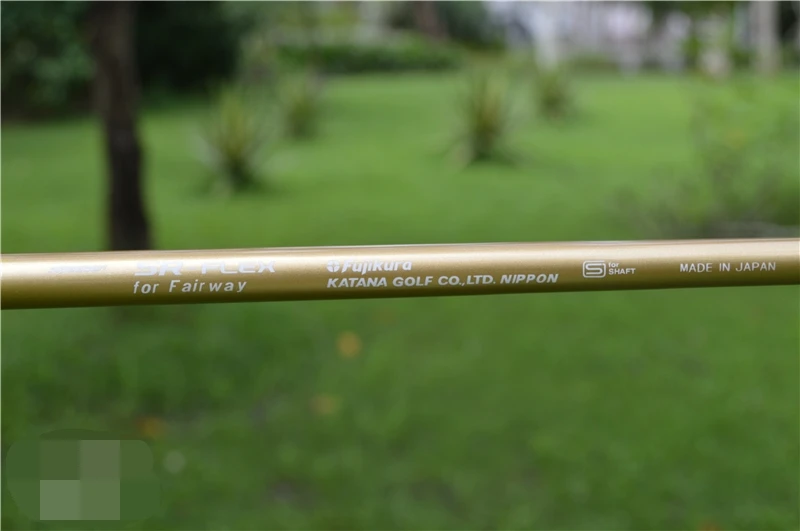 SR-FLEX
for Fairway
Fujikura
KATANA GOLF CO.,LTD. NIPPON
S for SHAFT
MADE IN JAPAN